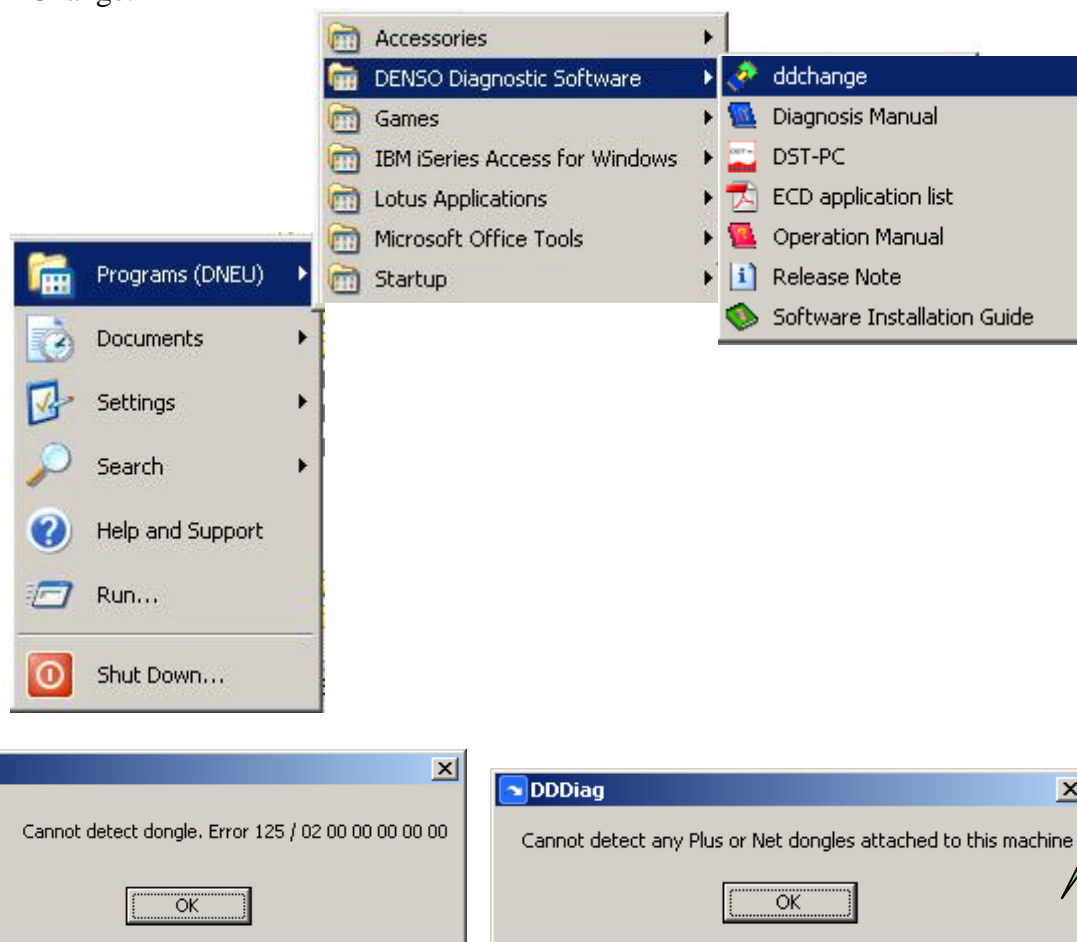 Change.
Accessories
DENSO Diagnostic Software
Games
IBM iSeries Access for Windows
Lotus Applications
Microsoft Office Tools
Startup
ddchange
Diagnosis Manual
DST-PC
ECD application list
Operation Manual
Release Note
Software Installation Guide
Programs (DNEU)
Documents
Settings
Search
Help and Support
Run...
Shut Down...
Cannot detect dongle. Error 125 / 02 00 00 00 00 00
OK
DDDiag
Cannot detect any Plus or Net dongles attached to this machine
OK